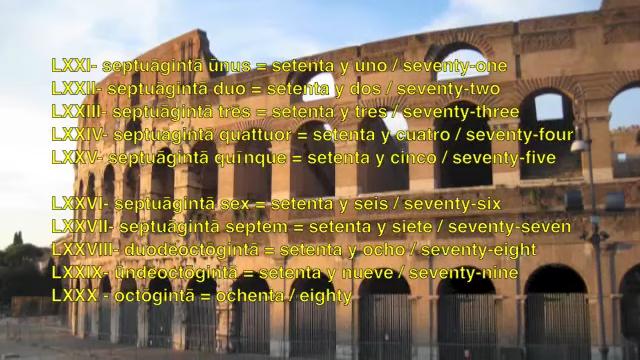 LXXI- septuāgintā ūnus = setenta y uno / seventy-one
LXXII- septuāgintā duo = setenta y dos / seventy-two
LXXIII- septuāgintā trēs = setenta y tres / seventy-three
LXXIV- septuāgintā quattuor = setenta y cuatro / seventy-four
LXXV- septuāgintā quīnque = setenta y cinco / seventy-five
LXXVI- septuāgintā sex = setenta y seis / seventy-six
LXXVII- septuāgintā septem = setenta y siete / seventy-seven
LXXVIII- duodeoctōgintā = setenta y ocho / seventy-eight
LXXIX- ūndeoctōgintā = setenta y nueve / seventy-nine
LXXX - octōgintā = ochenta / eighty